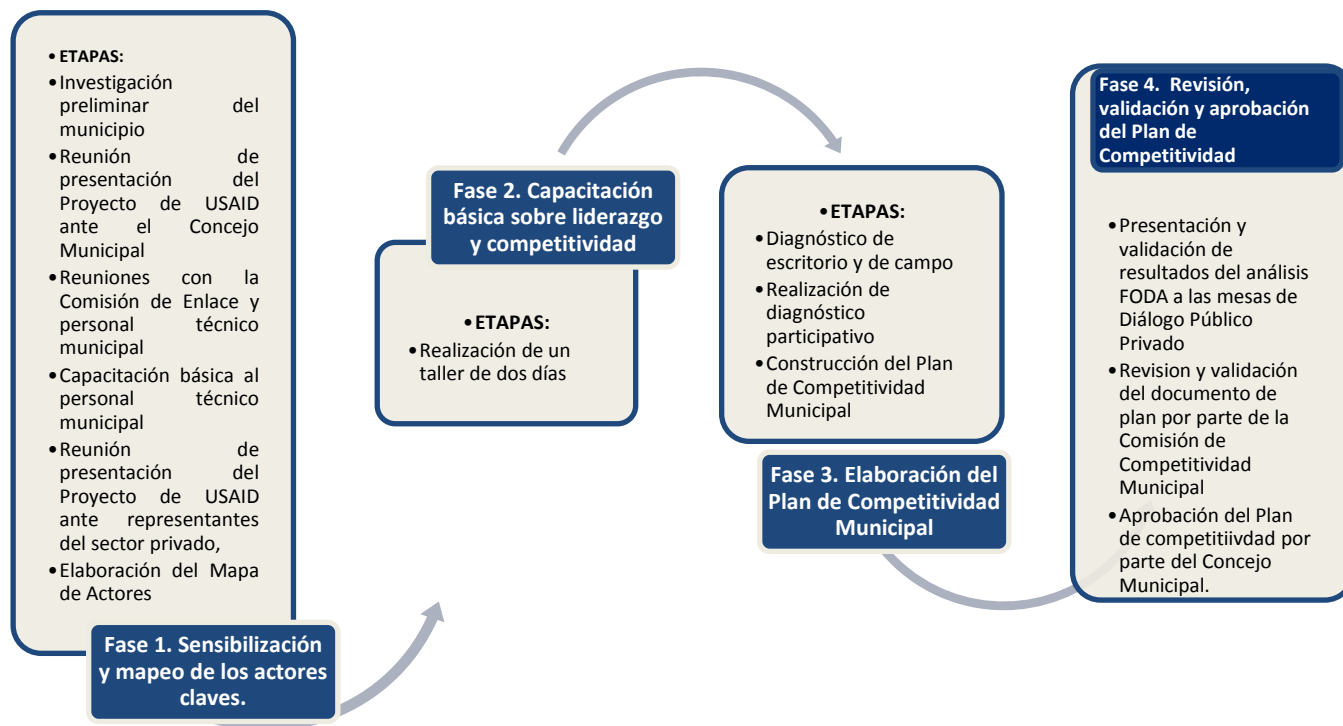 •ETAPAS:
•Investigación
preliminar del
municipio
•Reunión de
presentación del
Proyecto de USAID
ante el Concejo
Municipal
•Reuniones con la
Comisión de Enlace y
personal técnico
municipal
•Capacitación básica al
personal técnico
municipal
•Reunión de
presentación del
Proyecto de USAID
ante representantes
del sector privado,
•Elaboración del Mapa
de Actores
Fase 1. Sensibilización
y mapeo de los actores
claves.
Fase 2. Capacitación
básica sobre liderazgo
y competitividad
•ETAPAS:
•Realización de un
taller de dos días
•ETAPAS:
•Diagnóstico de
escritorio y de campo
•Realización de
diagnóstico
participativo
•Construcción del Plan
de Competitividad
Municipal
Fase 3. Elaboración del
Plan de Competitividad
Municipal
Fase 4. Revisión,
validación y aprobación
del Plan de
Competitividad
•Presentación y
validación de
resultados del análisis
FODA a las mesas de
Diálogo Público
Privado
•Revision y validación
del documento de
plan por parte de la
Comisión de
Competitividad
Municipal
•Aprobación del Plan
de competitiivdad por
parte del Concejo
Municipal.